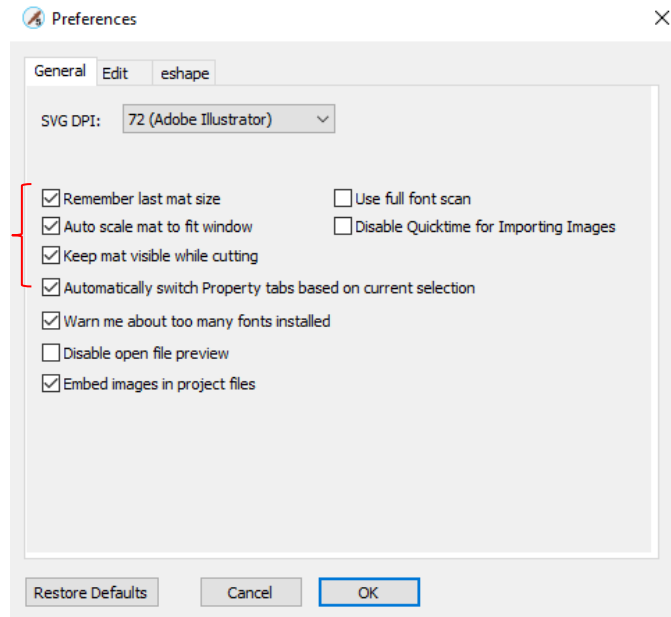 Preferences
General Edit eshape
SVG DPI: 72 (Adobe Illustrator)
Remember last mat size Use full font scan
Auto scale mat to fit window Disable Quicktime for Importing Images
Keep mat visible while cutting
Automatically switch Property tabs based on current selection
Warn me about too many fonts installed
Disable open file preview
Embed images in project files
Restore Defaults Cancel OK